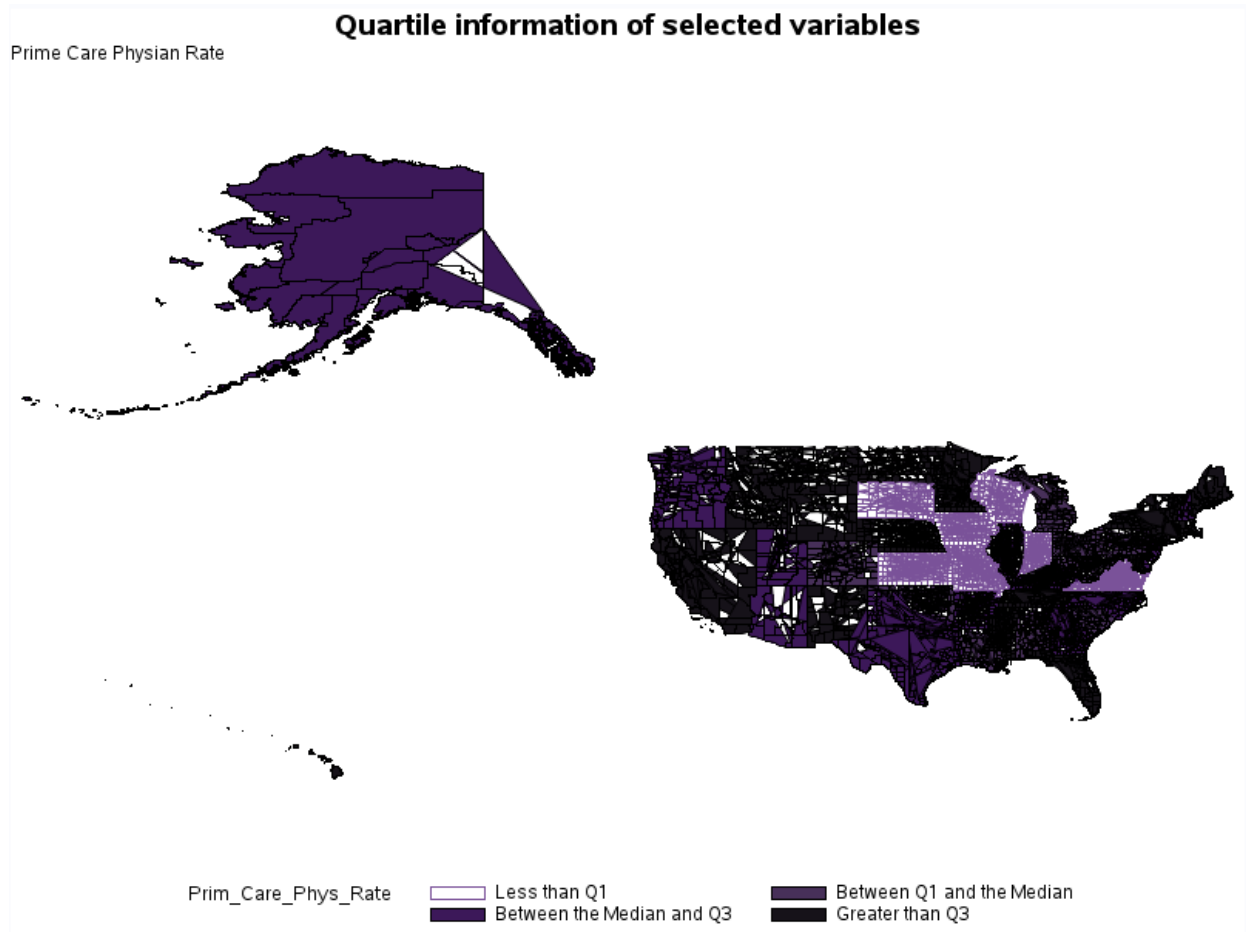 Quartile information of selected variables
Prime Care Physian Rate
Prim_Care_Phys_Rate
Less than Q1
Between Q1 and the Median
Between the Median and Q3
Greater than Q3